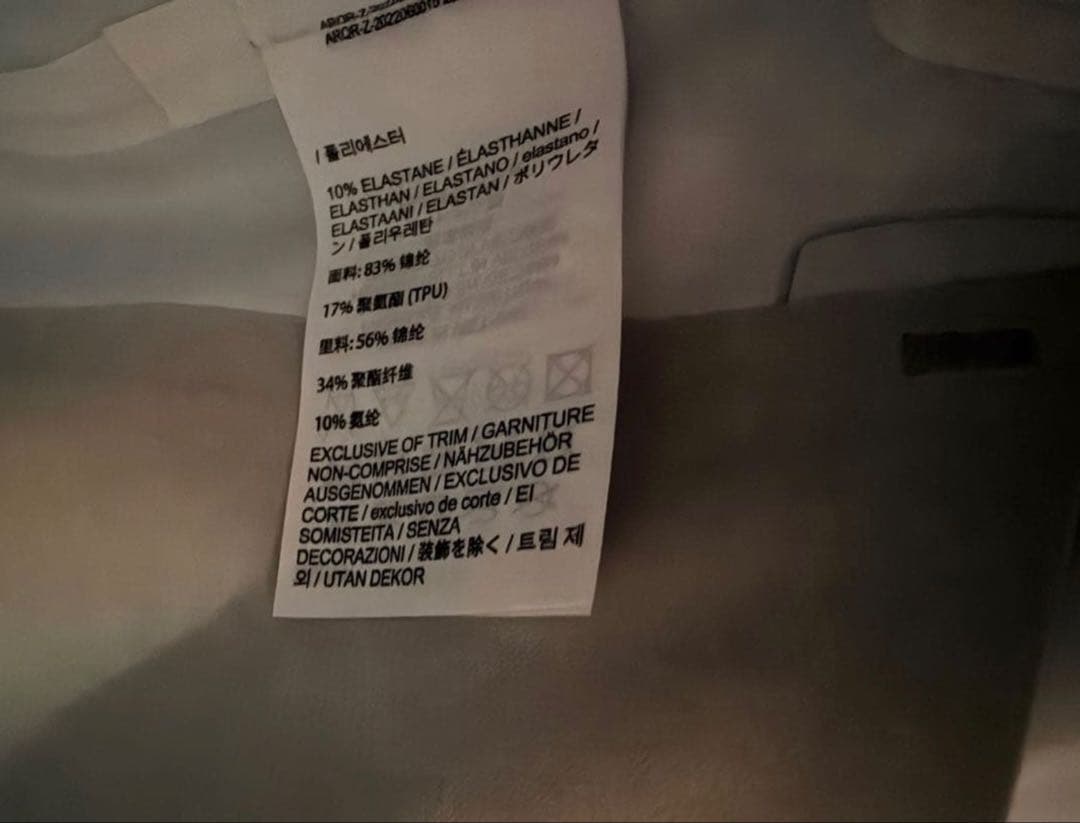 ARQR-Z-2022060016
/ 폴리에스터
10% ELASTANE / ÉLASTHANNE /
ELASTHAN / ELASTANO / elastano /
ELASTAANI / ELASTAN / ポリウレタ
ン / 폴리우레탄
面料: 83% 锦纶
17% 聚氨酯 (TPU)
里料: 56% 锦纶
34% 聚酯纤维
10% 氨纶
EXCLUSIVE OF TRIM / GARNITURE
NON-COMPRISE / NÄHZUBEHÖR
AUSGENOMMEN / EXCLUSIVO DE
CORTE / exclusivo de corte / EI
SOMISTEITA / SENZA
DECORAZIONI / 装飾を除く / 트림 제
외 / UTAN DEKOR